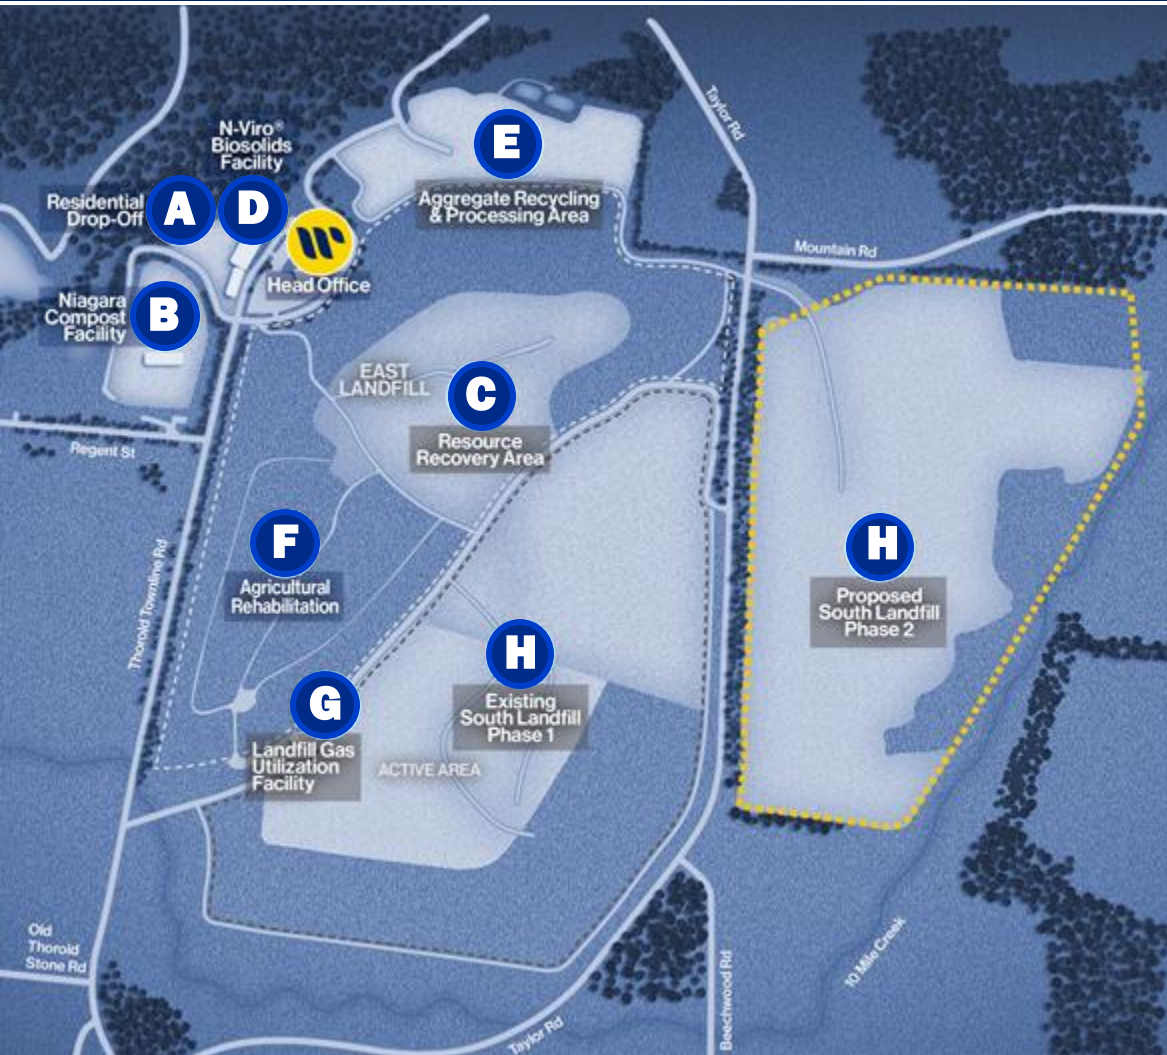 Taylor Rd
E
Aggregate Recycling
& Processing Area
N-Viro®
Biosolids
Facility
Residential
Drop-Off
A
D
W
Head Office
Mountain Rd
Niagara
Compost
Facility
B
EAST
LANDFILL
C
Resource
Recovery Area
Regent St
F
Agricultural
Rehabilitation
Thorold Townline Rd
H
Proposed
South Landfill
Phase 2
H
Existing
South Landfill
Phase 1
G
Landfill Gas
Utilization
Facility
ACTIVE AREA
Old
Thorold
Stone Rd
10 Mile Creek
Beechwood Rd
Taylor Rd